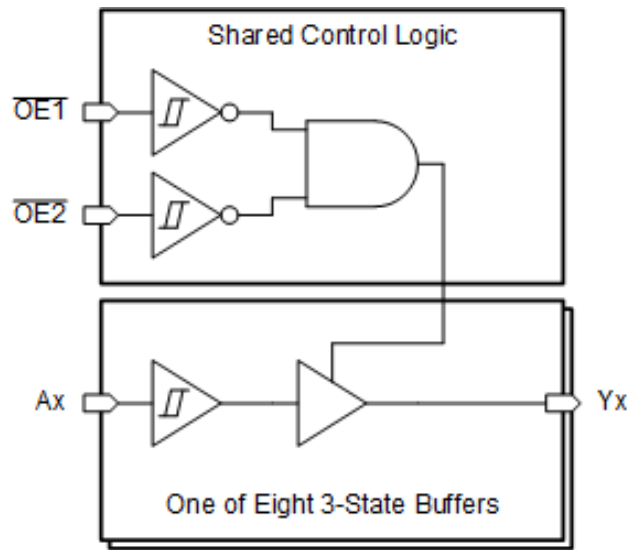 Shared Control Logic
OE1
OE2
Ax
Yx
One of Eight 3-State Buffers